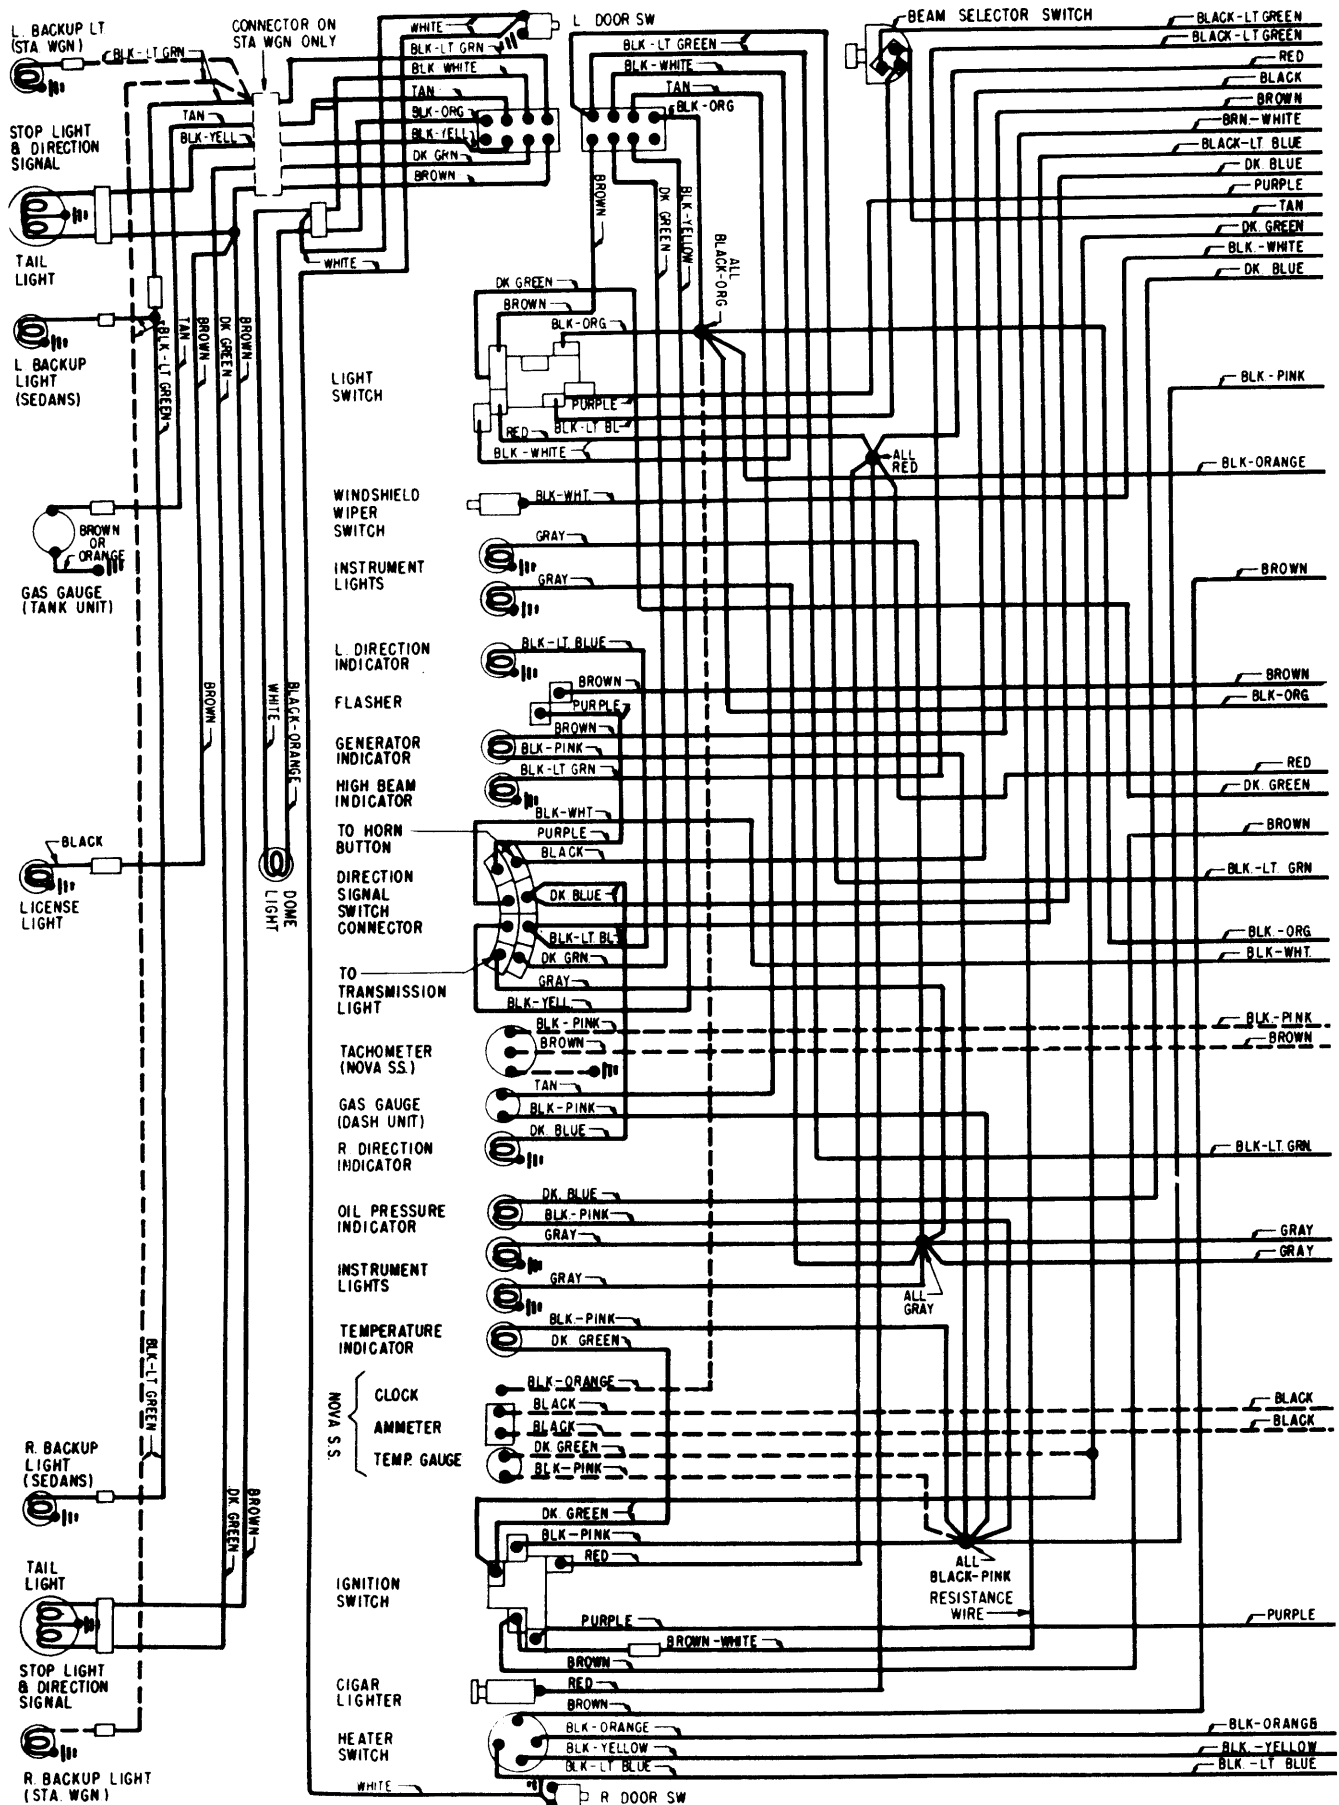 L. BACKUP LT
(STA WGN)
BLK-LT GRN
CONNECTOR ON
STA WGN ONLY
WHITE
BLK-LT GRN
BLK WHITE
TAN
BLK-ORG
BLK-YELL
DK GRN
BROWN
TAN
BLK-YELL
WHITE
L DOOR SW
BLK-LT GREEN
BLK-WHITE
TAN
BLK-ORG
BROWN
DK GREEN
BLK-YELLOW
ALL
BLACK-ORG
BEAM SELECTOR SWITCH
BLACK-LT GREEN
BLACK-LT GREEN
RED
BLACK
BROWN
BRN.-WHITE
BLACK-LT BLUE
DK. BLUE
PURPLE
TAN
DK. GREEN
BLK.-WHITE
DK. BLUE
BLK-PINK
BLK-ORANGE
BROWN
BROWN
BLK-ORG
RED
DK. GREEN
BROWN
BLK.-LT. GRN
BLK.-ORG
BLK-WHT.
BLK.-PINK
BROWN
BLK-LT. GRN.
GRAY
GRAY
BLACK
BLACK
PURPLE
BLK-ORANGE
BLK.-YELLOW
BLK.-LT BLUE
STOP LIGHT
& DIRECTION
SIGNAL
TAIL
LIGHT
L. BACKUP
LIGHT
(SEDANS)
BLK-LT GREEN
TAN
BROWN
DK GREEN
BROWN
BROWN
OR
ORANGE
GAS GAUGE
(TANK UNIT)
BROWN
WHITE
BLACK-ORANGE
BLACK
LICENSE
LIGHT
DOME
LIGHT
BLK-LT GREEN
DK. GREEN
BROWN
R. BACKUP
LIGHT
(SEDANS)
TAIL
LIGHT
STOP LIGHT
& DIRECTION
SIGNAL
R. BACKUP LIGHT
(STA. WGN)
DK GREEN
BROWN
BLK-ORG
LIGHT
SWITCH
PURPLE
BLK-LT BL
RED
BLK-WHITE
ALL
RED
WINDSHIELD
WIPER
SWITCH
BLK-WHT.
INSTRUMENT
LIGHTS
GRAY
GRAY
L. DIRECTION
INDICATOR
BLK-LT. BLUE
FLASHER
BROWN
PURPLE
GENERATOR
INDICATOR
BROWN
BLK-PINK
HIGH BEAM
INDICATOR
BLK-LT GRN
TO HORN
BUTTON
BLK-WHT
PURPLE
BLACK
DIRECTION
SIGNAL
SWITCH
CONNECTOR
DK. BLUE
BLK-LT. BL
DK GRN.
TO
TRANSMISSION
LIGHT
GRAY
BLK-YELL.
TACHOMETER
(NOVA S.S.)
BLK-PINK
BROWN
GAS GAUGE
(DASH UNIT)
TAN
BLK-PINK
R. DIRECTION
INDICATOR
DK. BLUE
OIL PRESSURE
INDICATOR
DK. BLUE
BLK.-PINK
INSTRUMENT
LIGHTS
GRAY
GRAY
ALL
GRAY
TEMPERATURE
INDICATOR
BLK.-PINK
DK. GREEN
NOVA S.S.
CLOCK
BLK.-ORANGE
AMMETER
BLACK
BLACK
TEMP. GAUGE
DK. GREEN
BLK-PINK
DK. GREEN
BLK-PINK
RED
ALL
BLACK-PINK
RESISTANCE
WIRE
IGNITION
SWITCH
PURPLE
BROWN-WHITE
BROWN
CIGAR
LIGHTER
RED
HEATER
SWITCH
BROWN
BLK-ORANGE
BLK-YELLOW
BLK-LT BLUE
WHITE
R DOOR SW